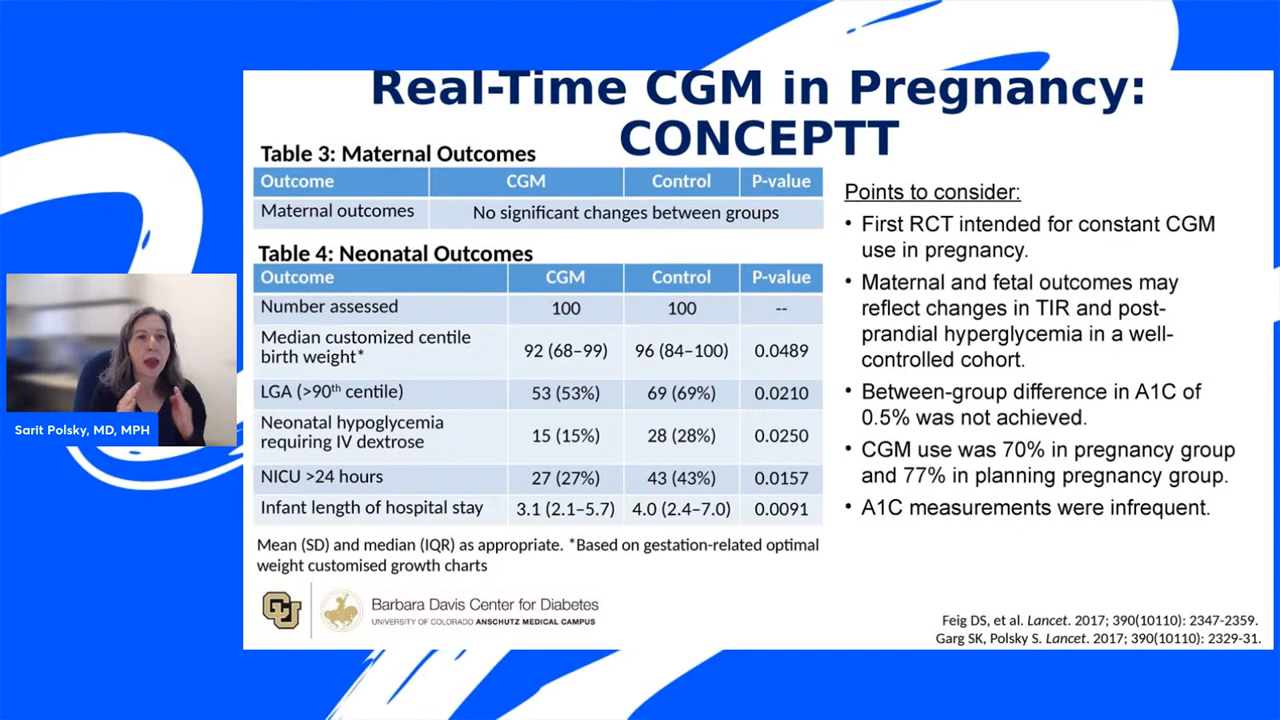 Real-Time CGM in Pregnancy:
CONCEPTT
Table 3: Maternal Outcomes
Outcome CGM Control P-value
Maternal outcomes No significant changes between groups
Table 4: Neonatal Outcomes
Outcome CGM Control P-value
Number assessed 100 100 --
Median customized centile
birth weight* 92 (68–99) 96 (84–100) 0.0489
LGA (>90th centile) 53 (53%) 69 (69%) 0.0210
Neonatal hypoglycemia
requiring IV dextrose 15 (15%) 28 (28%) 0.0250
NICU >24 hours 27 (27%) 43 (43%) 0.0157
Infant length of hospital stay 3.1 (2.1–5.7) 4.0 (2.4–7.0) 0.0091
Mean (SD) and median (IQR) as appropriate. *Based on gestation-related optimal
weight customised growth charts
Points to consider:
• First RCT intended for constant CGM
use in pregnancy.
• Maternal and fetal outcomes may
reflect changes in TIR and post-
prandial hyperglycemia in a well-
controlled cohort.
• Between-group difference in A1C of
0.5% was not achieved.
• CGM use was 70% in pregnancy group
and 77% in planning pregnancy group.
• A1C measurements were infrequent.
Sarit Polsky, MD, MPH
CU
Barbara Davis Center for Diabetes
UNIVERSITY OF COLORADO ANSCHUTZ MEDICAL CAMPUS
Feig DS, et al. Lancet. 2017; 390(10110): 2347-2359.
Garg SK, Polsky S. Lancet. 2017; 390(10110): 2329-31.